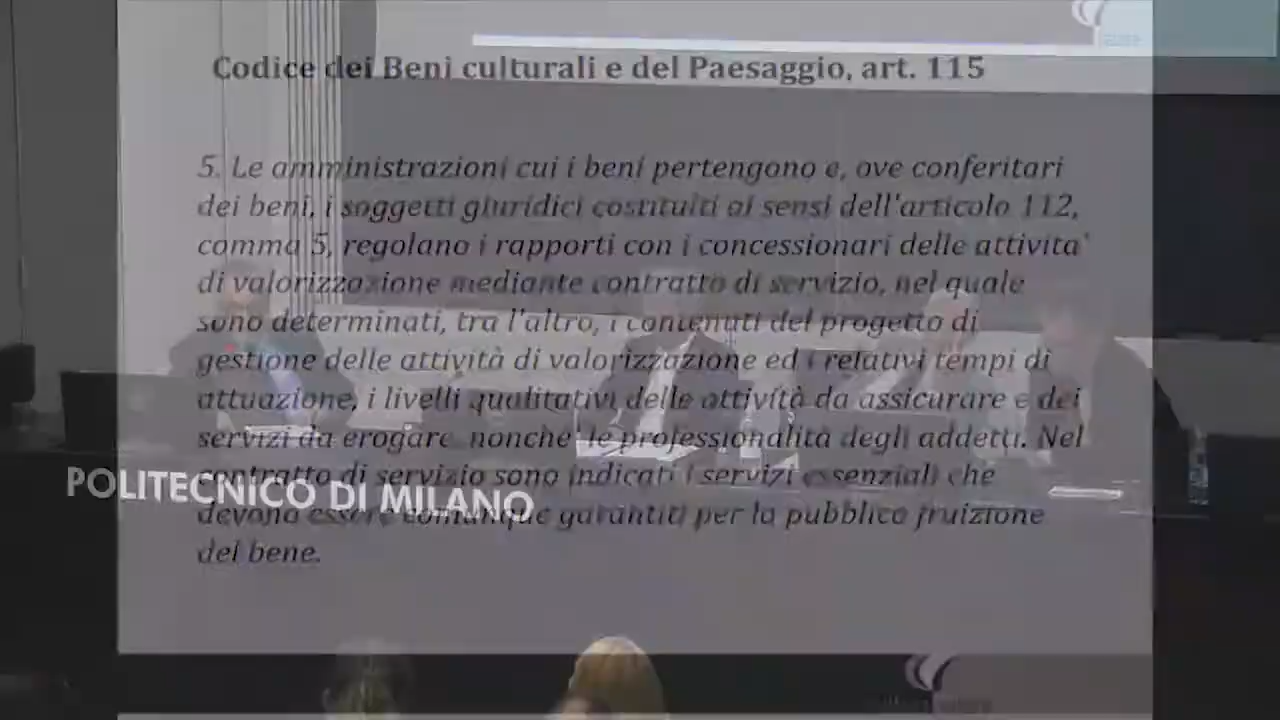 Codice dei Beni culturali e del Paesaggio, art. 115
5. Le amministrazioni cui i beni pertengono e, ove conferitari
dei beni, i soggetti giuridici costituiti ai sensi dell'articolo 112,
comma 5, regolano i rapporti con i concessionari delle attivita'
di valorizzazione mediante contratto di servizio, nel quale
sono determinati, tra l'altro, i contenuti del progetto di
gestione delle attività di valorizzazione ed i relativi tempi di
attuazione, i livelli qualitativi delle attività da assicurare e dei
servizi da erogare nonche' le professionalità degli addetti. Nel
contratto di servizio sono indicati i servizi essenziali che
devono essere comunque garantiti per la pubblica fruizione
del bene.
POLITECNICO DI MILANO